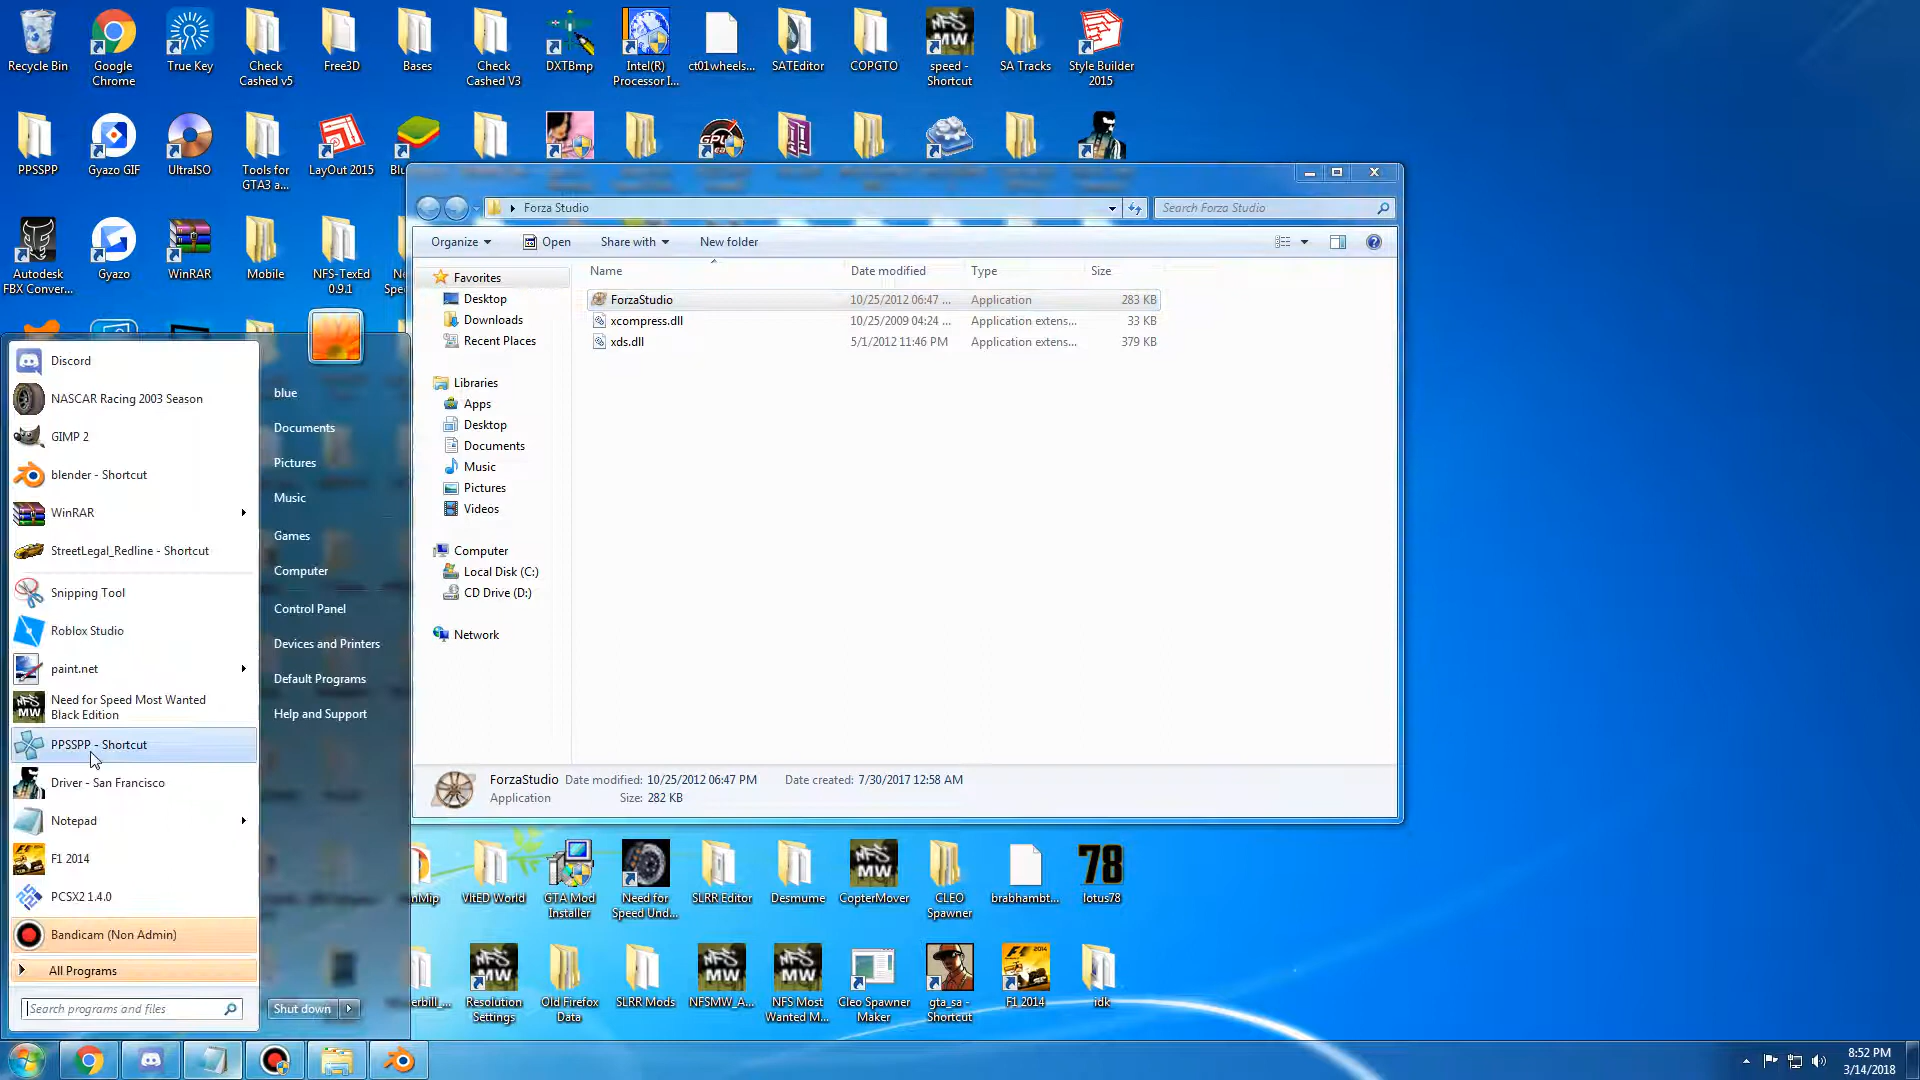 Recycle Bin
Google
Chrome
True Key
Check
Cashed v5
Free3D
Bases
Check
Cashed V3
DXTBmp
Intel(R)
Processor I...
ct01wheels...
SATEditor
COPGTO
speed -
Shortcut
SA Tracks
Style Builder
2015
PPSSPP
Gyazo GIF
UltraISO
Tools for
GTA3 a...
LayOut 2015
Autodesk
FBX Conver...
Gyazo
WinRAR
Mobile
NFS-TexEd
0.9.1
Forza Studio
Search Forza Studio
Organize
Open
Share with
New folder
Name
Date modified
Type
Size
ForzaStudio
10/25/2012 06:47 ...
Application
283 KB
xcompress.dll
10/25/2009 04:24 ...
Application extens...
33 KB
xds.dll
5/1/2012 11:46 PM
Application extens...
379 KB
Favorites
Desktop
Downloads
Recent Places
Libraries
Apps
Desktop
Documents
Music
Pictures
Videos
Computer
Local Disk (C:)
CD Drive (D:)
Network
ForzaStudio Date modified: 10/25/2012 06:47 PM Date created: 7/30/2017 12:58 AM
Application Size: 282 KB
Discord
NASCAR Racing 2003 Season
GIMP 2
blender - Shortcut
WinRAR
StreetLegal_Redline - Shortcut
Snipping Tool
Roblox Studio
paint.net
Need for Speed Most Wanted
Black Edition
PPSSPP - Shortcut
Driver - San Francisco
Notepad
F1 2014
PCSX2 1.4.0
Bandicam (Non Admin)
All Programs
Search programs and files
blue
Documents
Pictures
Music
Games
Computer
Control Panel
Devices and Printers
Default Programs
Help and Support
Shut down
VltED World
GTA Mod
Installer
Need for
Speed Und...
SLRR Editor
Desmume
CopterMover
CLEO
Spawner
brabhambt...
78
lotus78
Resolution
Settings
Old Firefox
Data
SLRR Mods
NFSMW_A...
NFS Most
Wanted M...
Cleo Spawner
Maker
gta_sa -
Shortcut
F1 2014
idk
8:52 PM
3/14/2018